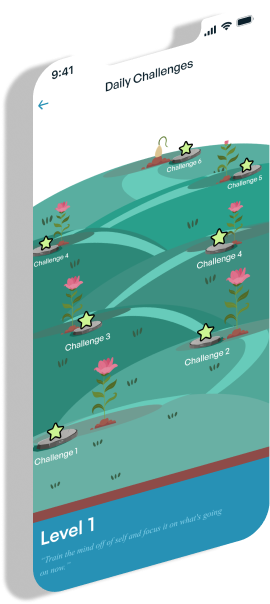 9:41
Daily Challenges
Challenge 6
Challenge 5
Challenge 4
Challenge 4
Challenge 3
Challenge 2
Challenge 1
Level 1
"Train the mind off of self and focus it on what's going
on now."